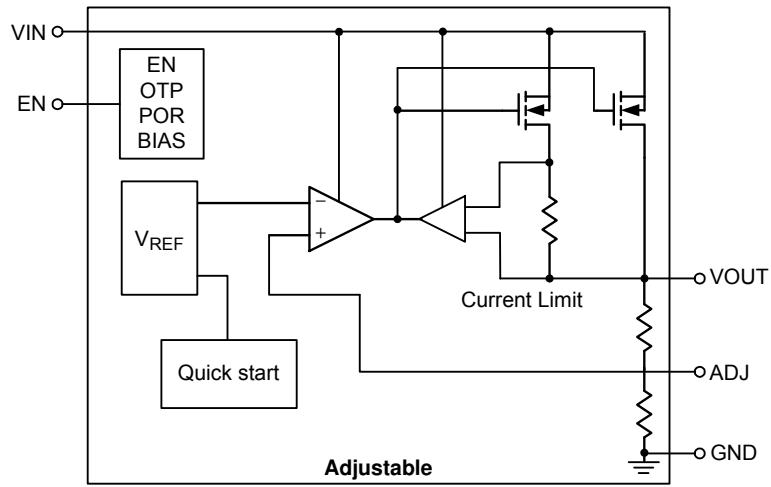 VIN
EN
EN
OTP
POR
BIAS
VREF
−
+
Current Limit
VOUT
Quick start
ADJ
GND
Adjustable